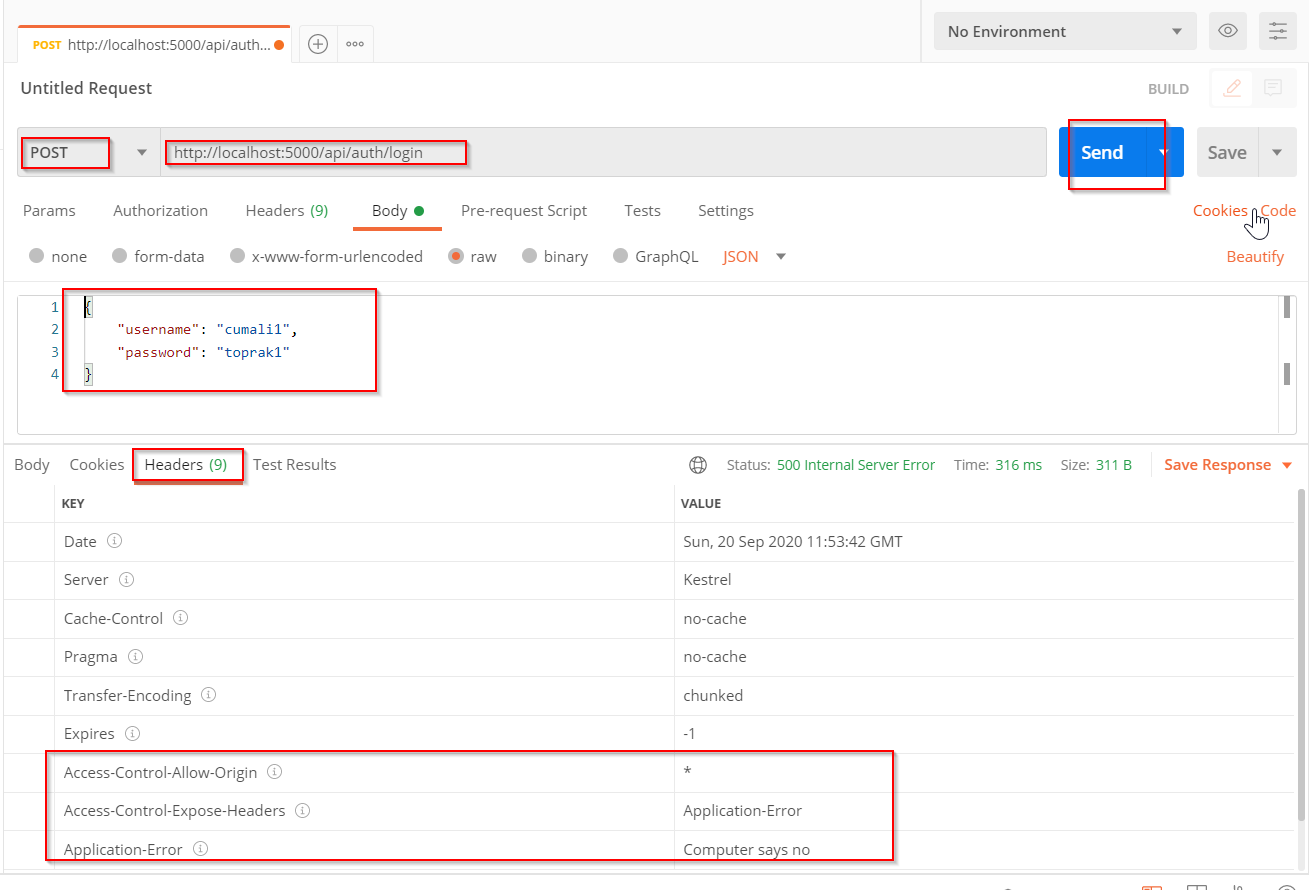 POST http://localhost:5000/api/auth...
No Environment
Untitled Request
BUILD
POST
http://localhost:5000/api/auth/login
Send
Save
Params
Authorization
Headers (9)
Body
Pre-request Script
Tests
Settings
Cookies
Code
none
form-data
x-www-form-urlencoded
raw
binary
GraphQL
JSON
Beautify
1 {
2 "username": "cumali1",
3 "password": "toprak1"
4 }
Body
Cookies
Headers (9)
Test Results
Status: 500 Internal Server Error
Time: 316 ms
Size: 311 B
Save Response
KEY VALUE
Date Sun, 20 Sep 2020 11:53:42 GMT
Server Kestrel
Cache-Control no-cache
Pragma no-cache
Transfer-Encoding chunked
Expires -1
Access-Control-Allow-Origin *
Access-Control-Expose-Headers Application-Error
Application-Error Computer says no